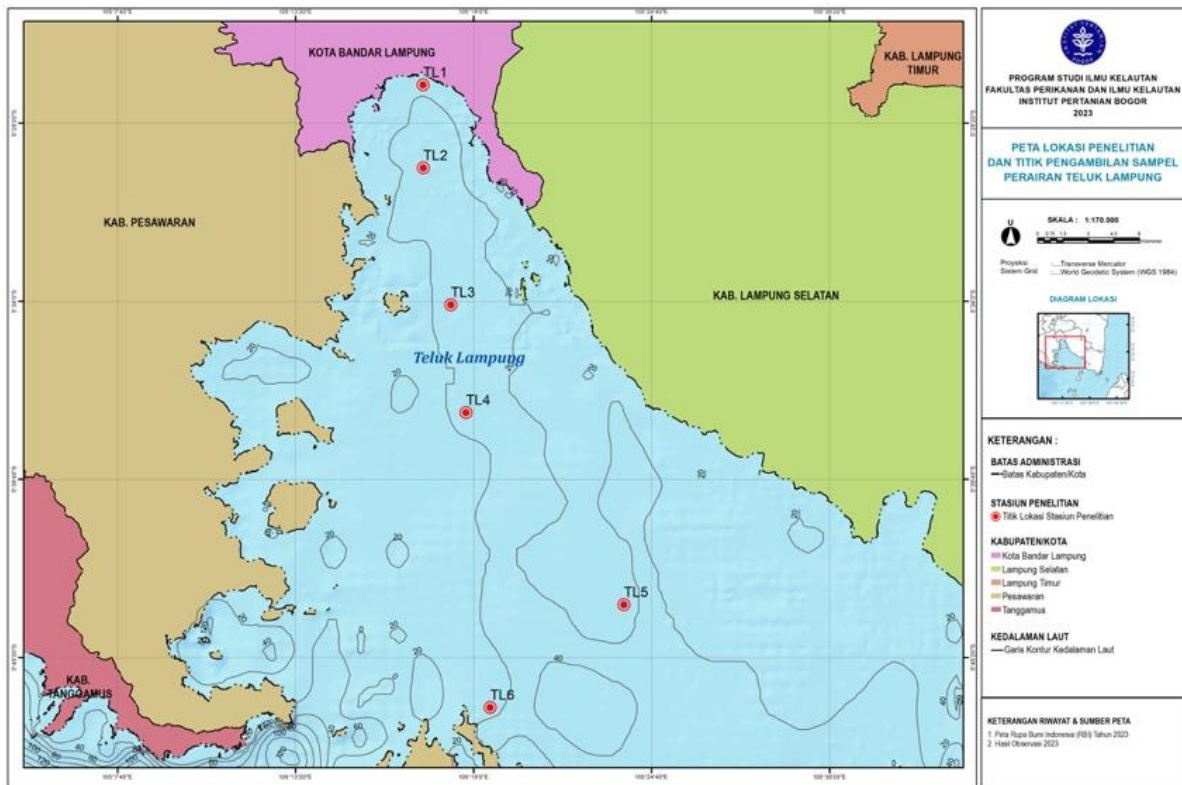 KOTA BANDAR LAMPUNG
KAB. LAMPUNG
TIMUR
KAB. PESAWARAN
KAB. LAMPUNG SELATAN
KAB.
TANGGAMUS
Teluk Lampung
TL1
TL2
TL3
TL4
TL5
TL6
PROGRAM STUDI ILMU KELAUTAN
FAKULTAS PERIKANAN DAN ILMU KELAUTAN
INSTITUT PERTANIAN BOGOR
2023
PETA LOKASI PENELITIAN
DAN TITIK PENGAMBILAN SAMPEL
PERAIRAN TELUK LAMPUNG
U
SKALA : 1:170.000
Proyeksi :....Transverse Mercator
Sistem Grid :....World Geodetic System (WGS 1984)
DIAGRAM LOKASI
KETERANGAN :
BATAS ADMINISTRASI
Batas Kabupaten/Kota
STASIUN PENELITIAN
Titik Lokasi Stasiun Penelitian
KABUPATEN/KOTA
Kota Bandar Lampung
Lampung Selatan
Lampung Timur
Pesawaran
Tanggamus
KEDALAMAN LAUT
Garis Kontur Kedalaman Laut
KETERANGAN RIWAYAT & SUMBER PETA
1. Peta Rupa Bumi Indonesia (RBI) Tahun 2023
2. Hasil Observasi 2023